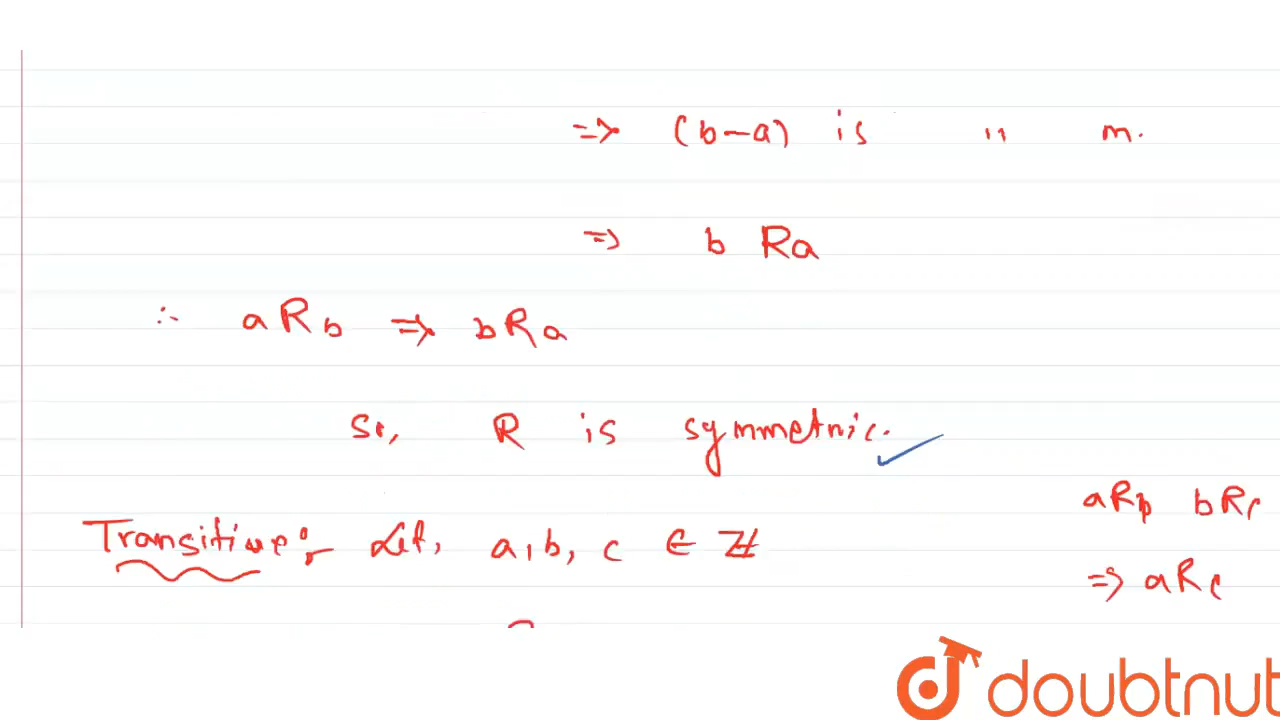 => (b-a) is " m.
=> b Ra
∴ aRb => bRa
So, R is symmetric.
Transitive:- Let, a, b, c ∈ ℤ
aRb bRc
=> aRc
doubtnut